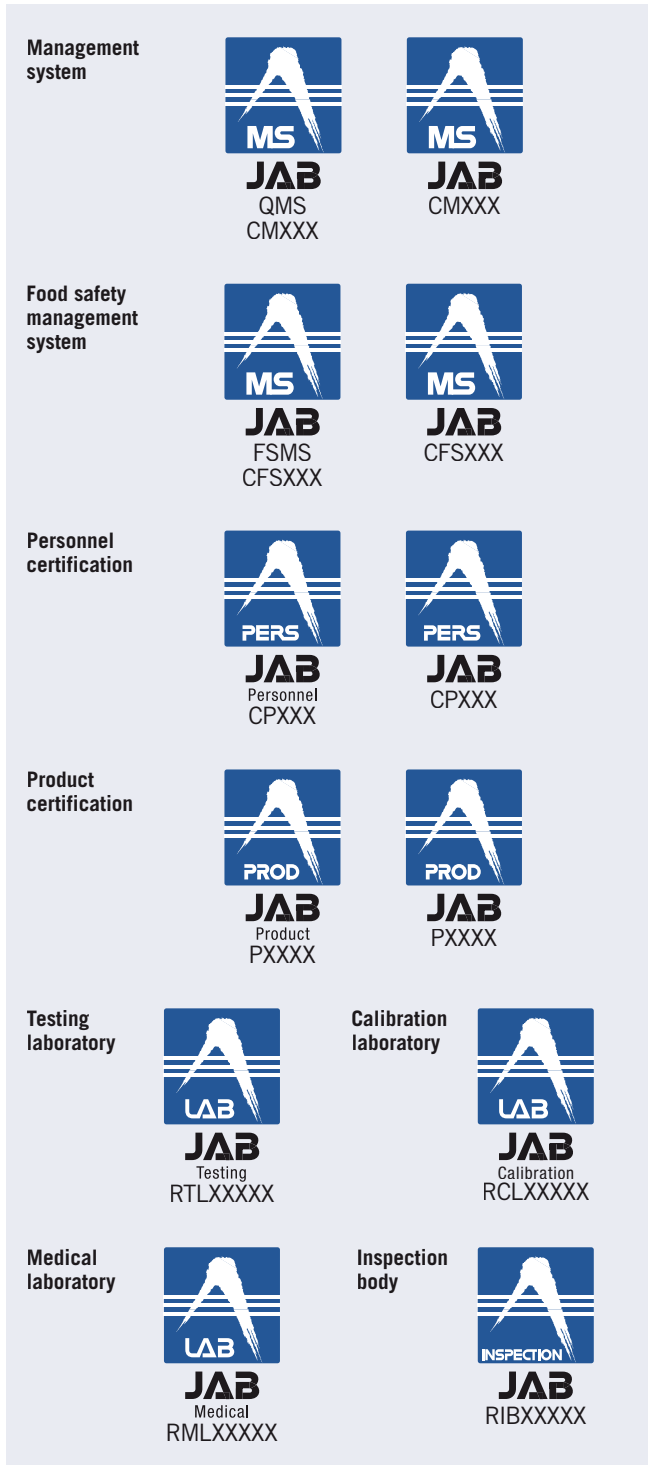 Management
system
MS
JAB
QMS
CMXXX
MS
JAB
CMXXX
Food safety
management
system
MS
JAB
FSMS
CFSXXX
MS
JAB
CFSXXX
Personnel
certification
PERS
JAB
Personnel
CPXXX
PERS
JAB
CPXXX
Product
certification
PROD
JAB
Product
PXXXX
PROD
JAB
PXXXX
Testing
laboratory
LAB
JAB
Testing
RTLXXXXX
Calibration
laboratory
LAB
JAB
Calibration
RCLXXXXX
Medical
laboratory
LAB
JAB
Medical
RMLXXXXX
Inspection
body
INSPECTION
JAB
RIBXXXXX